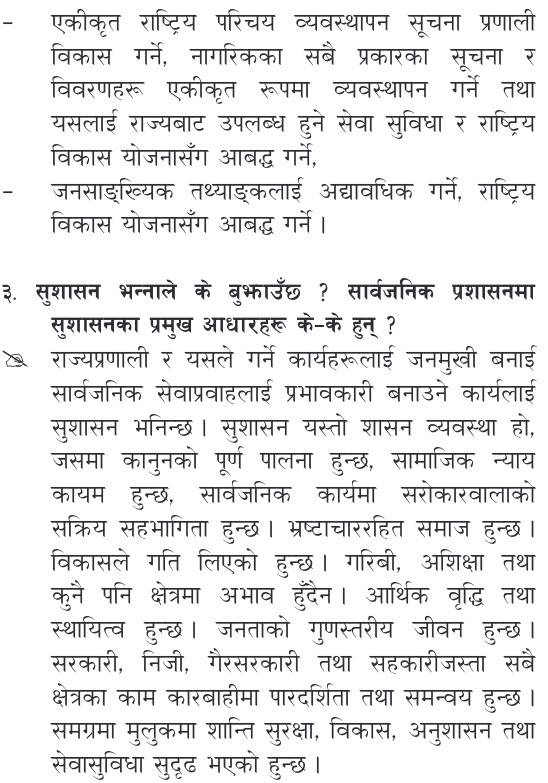 – एकीकृत राष्ट्रिय परिचय व्यवस्थापन सूचना प्रणाली
विकास गर्ने, नागरिकका सबै प्रकारका सूचना र
विवरणहरू एकीकृत रूपमा व्यवस्थापन गर्ने तथा
यसलाई राज्यबाट उपलब्ध हुने सेवा सुविधा र राष्ट्रिय
विकास योजनासँग आबद्ध गर्ने,
– जनसाङ्ख्यिक तथ्याङ्कलाई अद्यावधिक गर्ने, राष्ट्रिय
विकास योजनासँग आबद्ध गर्ने ।
३. सुशासन भन्नाले के बुझाउँछ ? सार्वजनिक प्रशासनमा
सुशासनका प्रमुख आधारहरू के–के हुन् ?
राज्यप्रणाली र यसले गर्ने कार्यहरूलाई जनमुखी बनाई
सार्वजनिक सेवाप्रवाहलाई प्रभावकारी बनाउने कार्यलाई
सुशासन भनिन्छ । सुशासन यस्तो शासन व्यवस्था हो,
जसमा कानुनको पूर्ण पालना हुन्छ, सामाजिक न्याय
कायम हुन्छ, सार्वजनिक कार्यमा सरोकारवालाको
सक्रिय सहभागिता हुन्छ । भ्रष्टाचाररहित समाज हुन्छ ।
विकासले गति लिएको हुन्छ । गरिबी, अशिक्षा तथा
कुनै पनि क्षेत्रमा अभाव हुँदैन । आर्थिक वृद्धि तथा
स्थायित्व हुन्छ । जनताको गुणस्तरीय जीवन हुन्छ ।
सरकारी, निजी, गैरसरकारी तथा सहकारीजस्ता सबै
क्षेत्रका काम कारबाहीमा पारदर्शिता तथा समन्वय हुन्छ ।
समग्रमा मुलुकमा शान्ति सुरक्षा, विकास, अनुशासन तथा
सेवासुविधा सुदृढ भएको हुन्छ ।